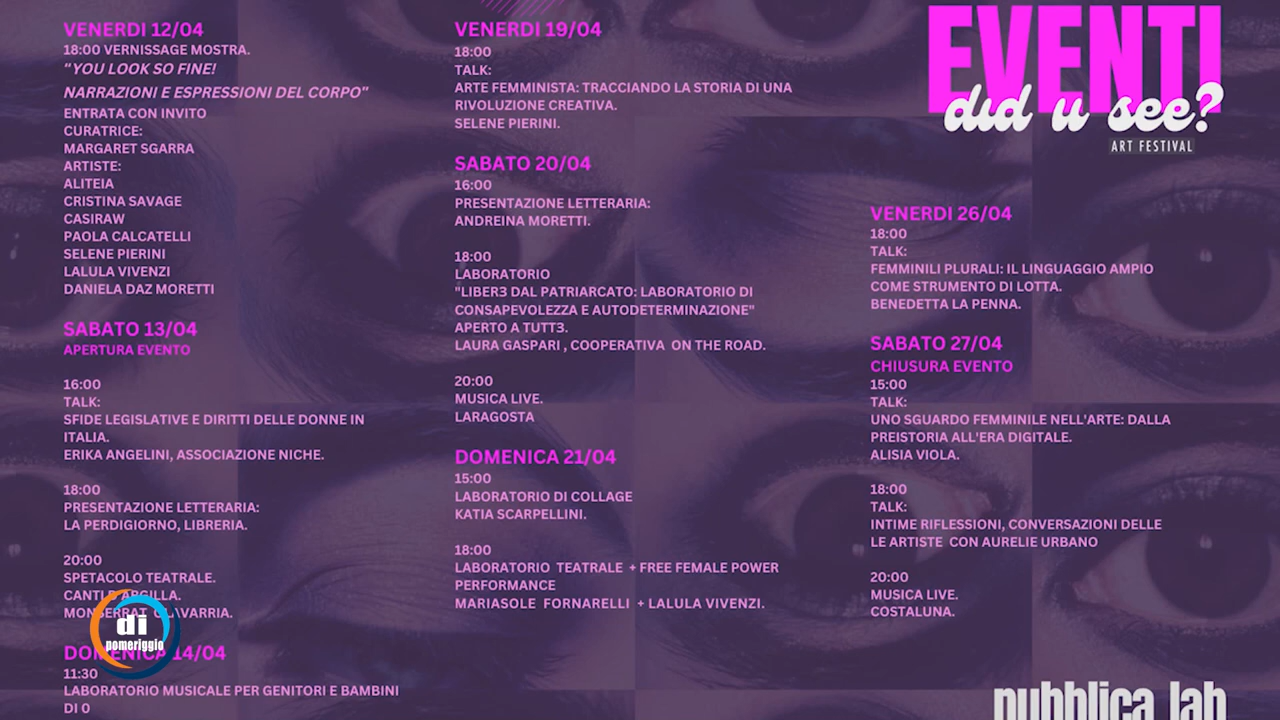 VENERDI 12/04
18:00 VERNISSAGE MOSTRA.
"YOU LOOK SO FINE!
NARRAZIONI E ESPRESSIONI DEL CORPO"
ENTRATA CON INVITO
CURATRICE:
MARGARET SGARRA
ARTISTE:
ALITEIA
CRISTINA SAVAGE
CASIRAW
PAOLA CALCATELLI
SELENE PIERINI
LALULA VIVENZI
DANIELA DAZ MORETTI
SABATO 13/04
APERTURA EVENTO
16:00
TALK:
SFIDE LEGISLATIVE E DIRITTI DELLE DONNE IN
ITALIA.
ERIKA ANGELINI, ASSOCIAZIONE NICHE.
18:00
PRESENTAZIONE LETTERARIA:
LA PERDIGIORNO, LIBRERIA.
20:00
SPETACOLO TEATRALE.
CANTI D'ARGILLA.
MONSERRAT OLAVARRIA.
DOMENICA 14/04
11:30
LABORATORIO MUSICALE PER GENITORI E BAMBINI
DI 0
di
pomeriggio
VENERDI 19/04
18:00
TALK:
ARTE FEMMINISTA: TRACCIANDO LA STORIA DI UNA
RIVOLUZIONE CREATIVA.
SELENE PIERINI.
SABATO 20/04
16:00
PRESENTAZIONE LETTERARIA:
ANDREINA MORETTI.
18:00
LABORATORIO
"LIBER3 DAL PATRIARCATO: LABORATORIO DI
CONSAPEVOLEZZA E AUTODETERMINAZIONE"
APERTO A TUTT3.
LAURA GASPARI , COOPERATIVA ON THE ROAD.
20:00
MUSICA LIVE.
LARAGOSTA
DOMENICA 21/04
15:00
LABORATORIO DI COLLAGE
KATIA SCARPELLINI.
18:00
LABORATORIO TEATRALE + FREE FEMALE POWER
PERFORMANCE
MARIASOLE FORNARELLI + LALULA VIVENZI.
EVENTI
did u see?
ART FESTIVAL
VENERDI 26/04
18:00
TALK:
FEMMINILI PLURALI: IL LINGUAGGIO AMPIO
COME STRUMENTO DI LOTTA.
BENEDETTA LA PENNA.
SABATO 27/04
CHIUSURA EVENTO
15:00
TALK:
UNO SGUARDO FEMMINILE NELL'ARTE: DALLA
PREISTORIA ALL'ERA DIGITALE.
ALISIA VIOLA.
18:00
TALK:
INTIME RIFLESSIONI, CONVERSAZIONI DELLE
LE ARTISTE CON AURELIE URBANO
20:00
MUSICA LIVE.
COSTALUNA.
pubblica lab